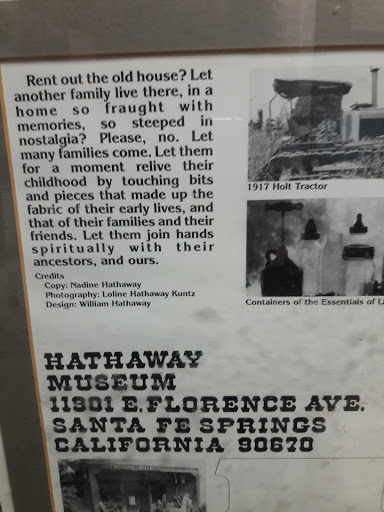 Rent out the old house? Let
another family live there, in a
home so fraught with
memories, so steeped in
nostalgia? Please, no. Let
many families come. Let them
for a moment relive their
childhood by touching bits
and pieces that made up the
fabric of their early lives, and
that of their families and their
friends. Let them join hands
spiritually with their
ancestors, and ours.
Credits
Copy: Nadine Hathaway
Photography: Loline Hathaway Kuntz
Design: William Hathaway
1917 Holt Tractor
Containers of the Essentials of
HATHAWAY
MUSEUM
11901 E. FLORENCE AVE.
SANTA FE SPRINGS
CALIFORNIA 90670